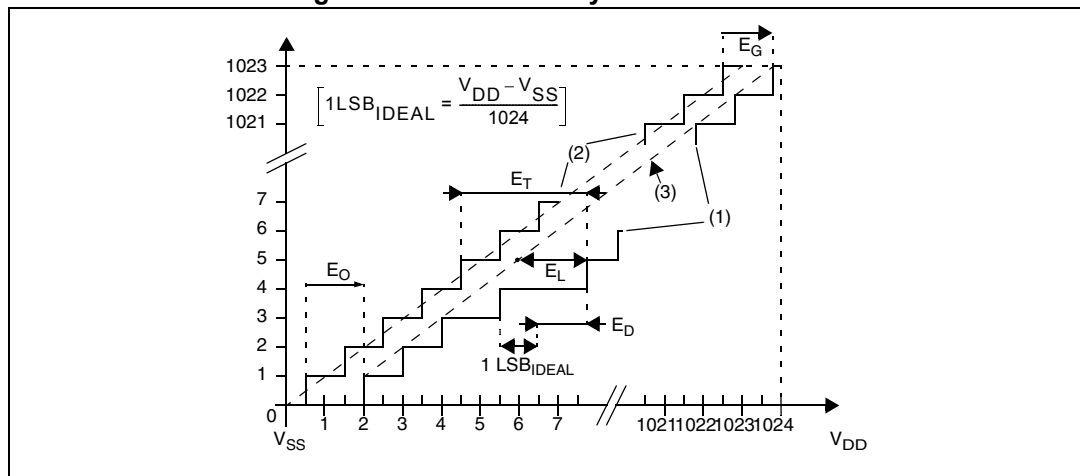 E_G
1023
1022
1021
[1LSB_IDEAL = (V_DD – V_SS) / 1024]
(2)
(3)
(1)
E_T
7
6
5
4
3
2
1
0
E_O
E_L
E_D
1 LSB_IDEAL
1 2 3 4 5 6 7 1021 1022 1023 1024
V_SS
V_DD